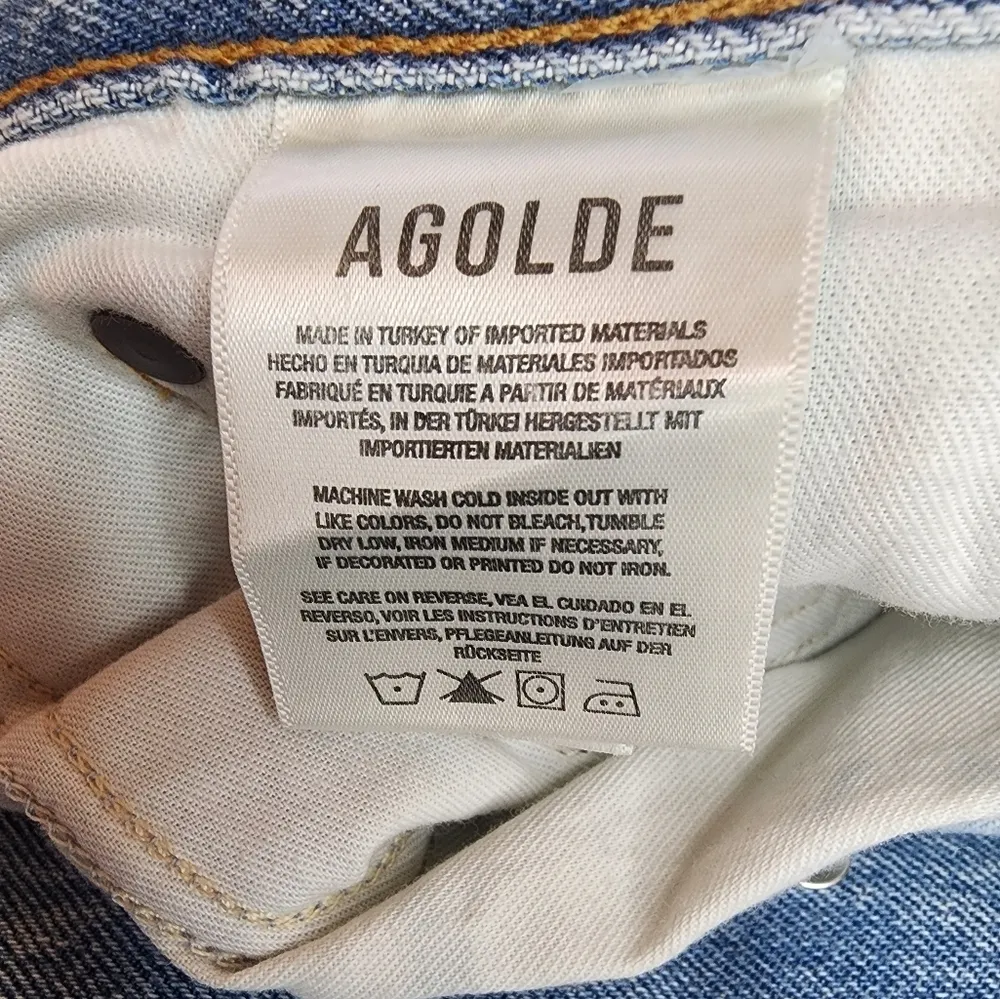 AGOLDE
MADE IN TURKEY OF IMPORTED MATERIALS
HECHO EN TURQUIA DE MATERIALES IMPORTADOS
FABRIQUÉ EN TURQUIE A PARTIR DE MATÉRIAUX
IMPORTÉS, IN DER TÜRKEI HERGESTELLT MIT
IMPORTIERTEN MATERIALIEN
MACHINE WASH COLD INSIDE OUT WITH
LIKE COLORS, DO NOT BLEACH,TUMBLE
DRY LOW, IRON MEDIUM IF NECESSARY,
IF DECORATED OR PRINTED DO NOT IRON.
SEE CARE ON REVERSE, VEA EL CUIDADO EN EL
REVERSO, VOIR LES INSTRUCTIONS D'ENTRETIEN
SUR L'ENVERS, PFLEGEANLEITUNG AUF DER
RÜCKSEITE